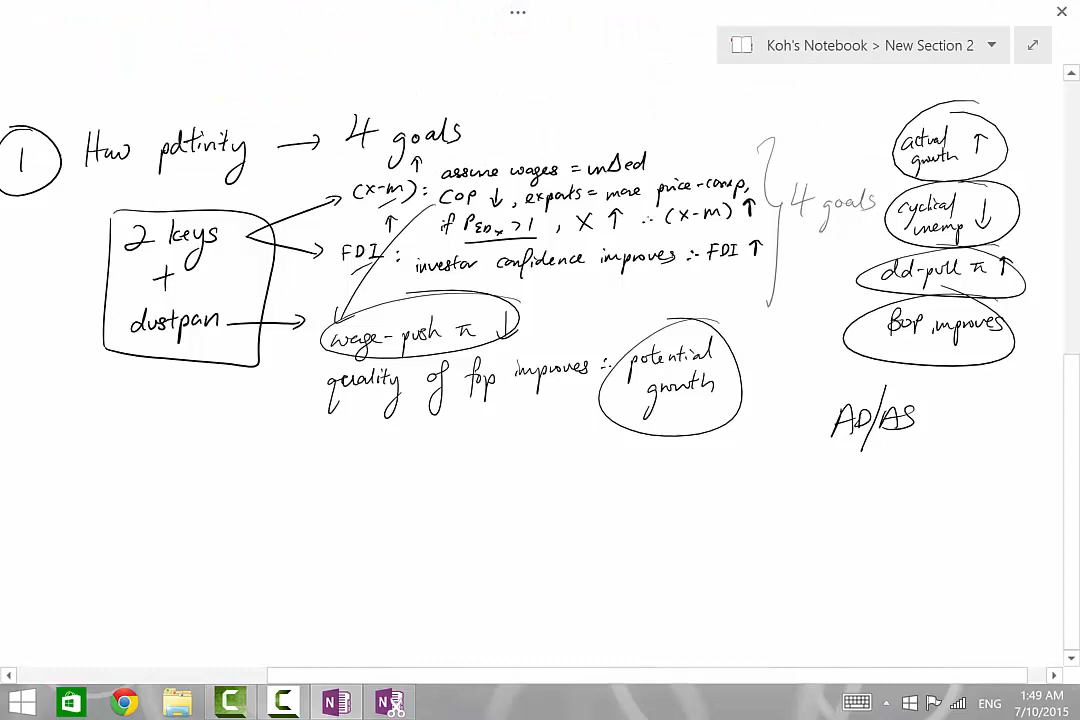 Koh's Notebook > New Section 2
1 How pdtivity → 4 goals
↑ assume wages = unΔed
(x-m): COP ↓, exports = more price-comp,
↑ if PEDx > 1, X ↑ ∴ (x-m) ↑
FDI: investor confidence improves ∴ FDI ↑
2 keys
+
dustpan →
wage-push π ↓
quality of fop improves ∴ potential growth
4 goals
actual growth ↑
cyclical unemp ↓
dd-pull π ↑
BOP improves
AD/AS
ENG
1:49 AM
7/10/2015